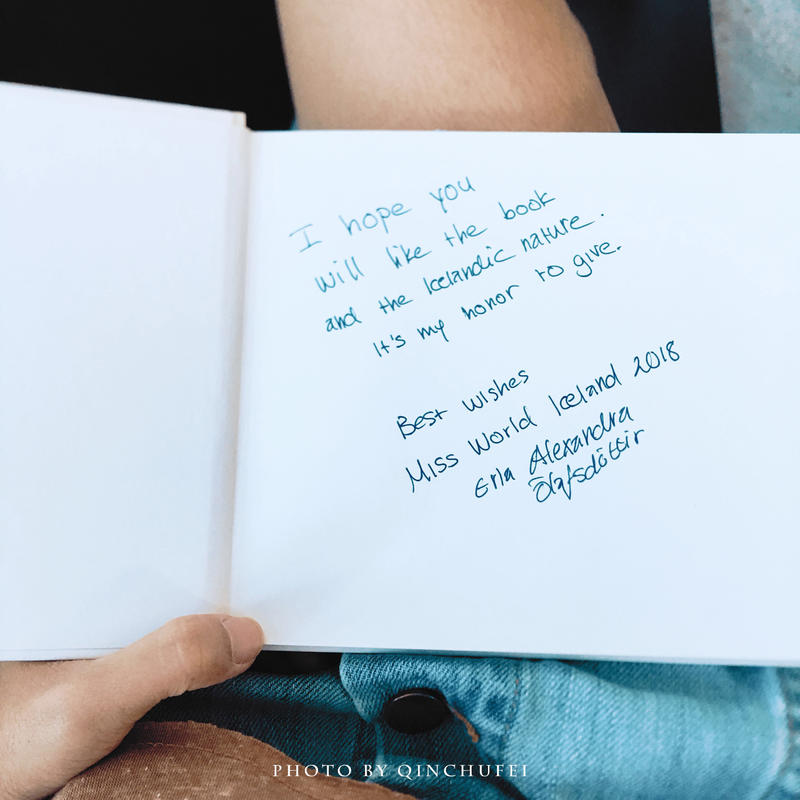 I hope you
will like the book
and the Icelandic nature.
It's my honor to give.
Best wishes
Miss World Iceland 2018
Erla Alexandra
Ólafsdóttir
PHOTO BY QINCHUFEI